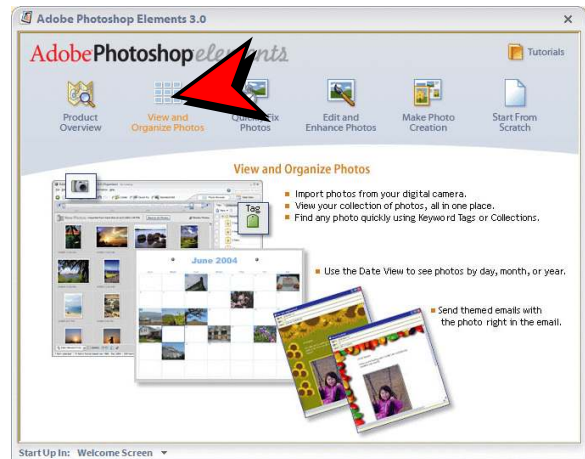 Adobe Photoshop Elements 3.0
Adobe Photoshop elements
Tutorials
Product
Overview
View and
Organize Photos
Quickly Fix
Photos
Edit and
Enhance Photos
Make Photo
Creation
Start From
Scratch
View and Organize Photos
Import photos from your digital camera.
View your collection of photos, all in one place.
Find any photo quickly using Keyword Tags or Collections.
Tag
June 2004
Use the Date View to see photos by day, month, or year.
Send themed emails with
the photo right in the email.
Start Up In: Welcome Screen